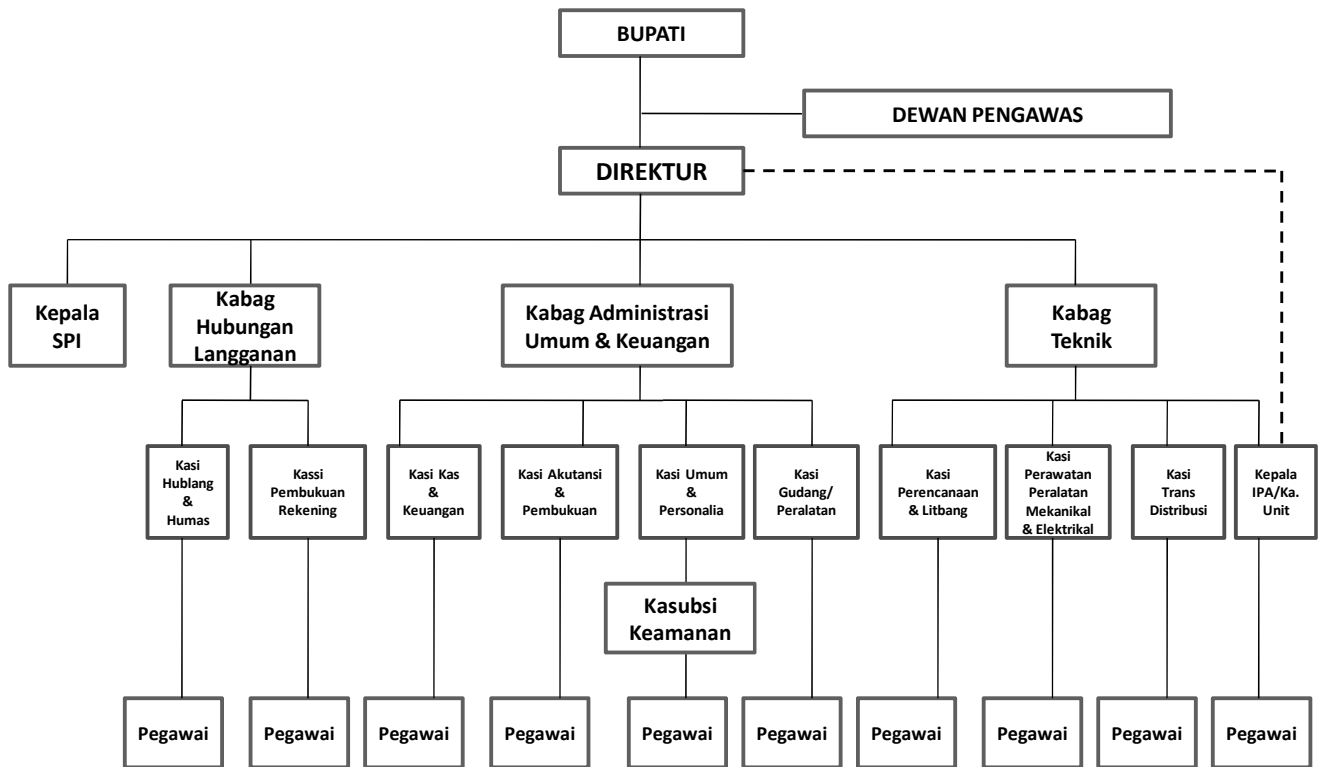 BUPATI
DEWAN PENGAWAS
DIREKTUR
Kepala
SPI
Kabag
Hubungan
Langganan
Kabag Administrasi
Umum & Keuangan
Kabag
Teknik
Kasi
Hublang
&
Humas
Kassi
Pembukuan
Rekening
Kasi Kas
&
Keuangan
Kasi Akutansi
&
Pembukuan
Kasi Umum
&
Personalia
Kasi
Gudang/
Peralatan
Kasi
Perencanaan
& Litbang
Kasi
Perawatan
Peralatan
Mekanikal
& Elektrikal
Kasi
Trans
Distribusi
Kepala
IPA/Ka.
Unit
Kasubsi
Keamanan
Pegawai
Pegawai
Pegawai
Pegawai
Pegawai
Pegawai
Pegawai
Pegawai
Pegawai
Pegawai